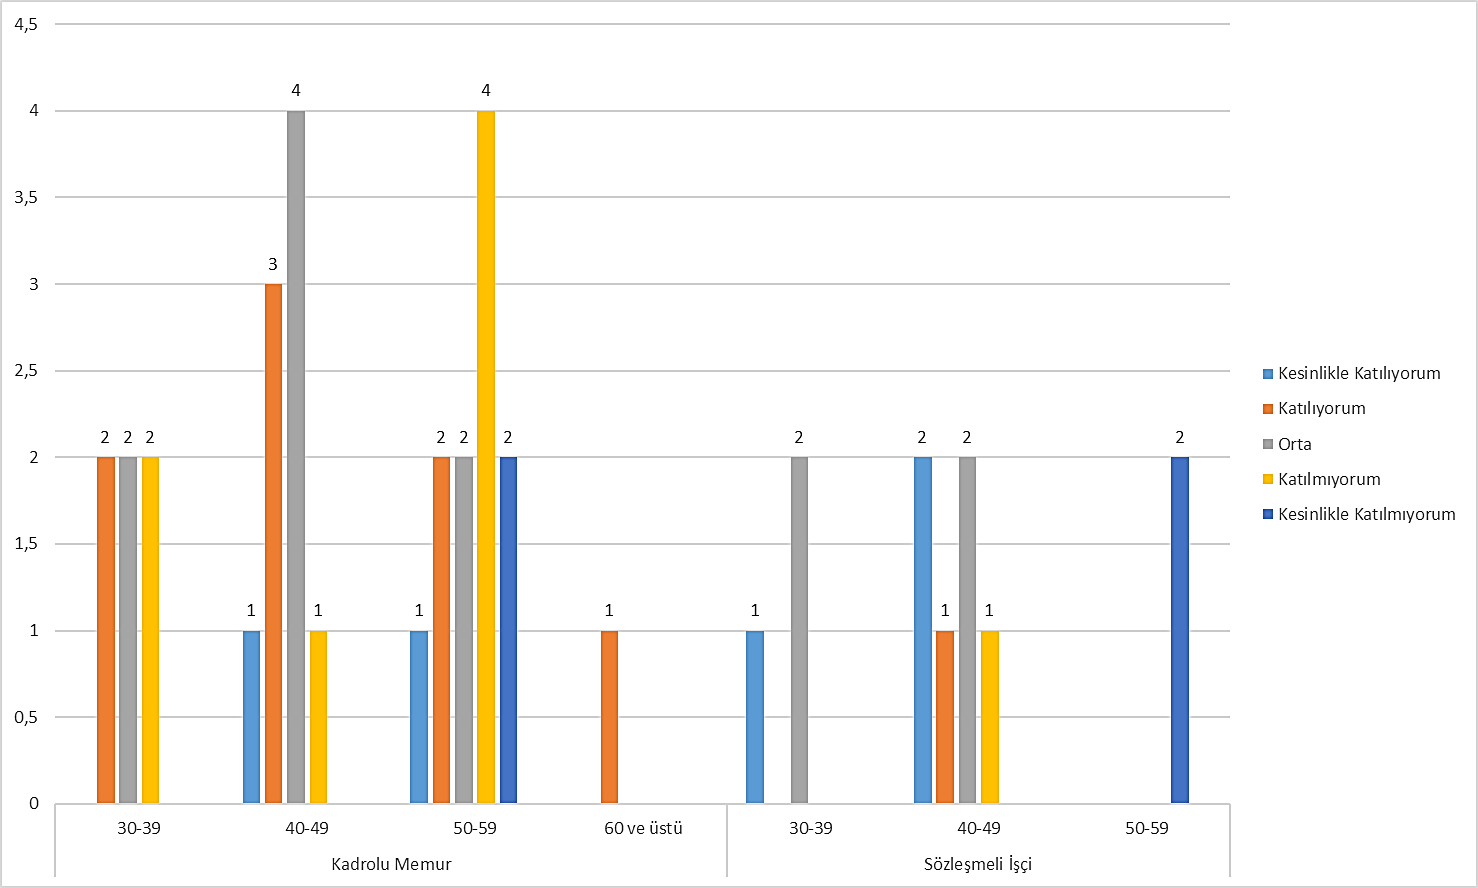 4,5
4
3,5
3
2,5
2
1,5
1
0,5
0
2 2 2
1 3 4 1
1 2 2 4 2
1
1 2
2 1 2 1
2
30-39 40-49 50-59 60 ve üstü 30-39 40-49 50-59
Kadrolu Memur Sözleşmeli İşçi
Kesinlikle Katılıyorum
Katılıyorum
Orta
Katılmıyorum
Kesinlikle Katılmıyorum